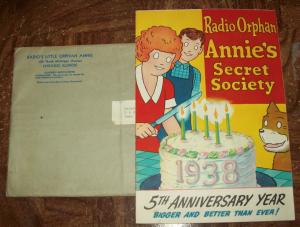 RADIO'S LITTLE ORPHAN ANNIE
CHICAGO, ILLINOIS
Radio Orphan
Annie's
Secret
Society
1938
5TH ANNIVERSARY YEAR
BIGGER AND BETTER THAN EVER!